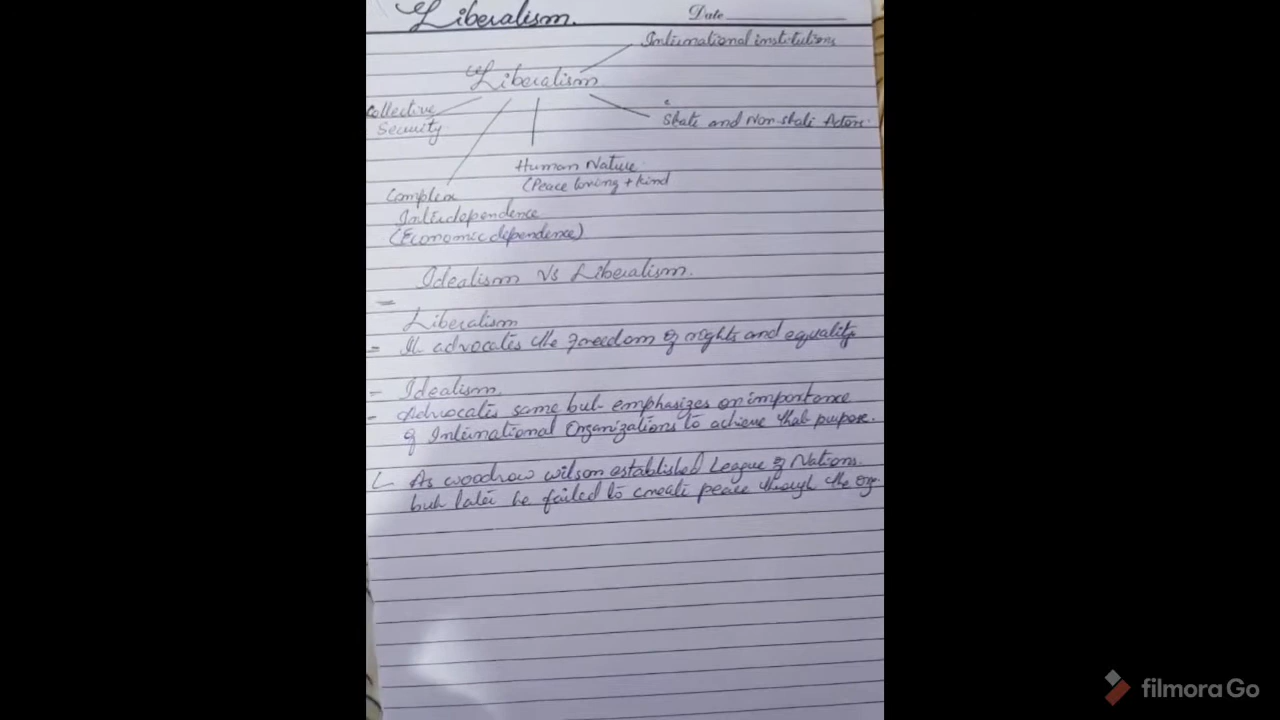 Liberalism.
Date
International institutions
Liberalism
Collective
Security
State and Non state Actors.
Human Nature
(Peace loving + kind
Complex
Interdependence
(Economic dependence)
Idealism Vs Liberalism.
Liberalism
- It advocates the freedom of rights and equality
- Idealism.
- Advocates same but emphasizes on importance
of International Organizations to achieve that purpose.
As woodrow wilson established League of Nations.
but later he failed to create peace though the org.
filmora Go